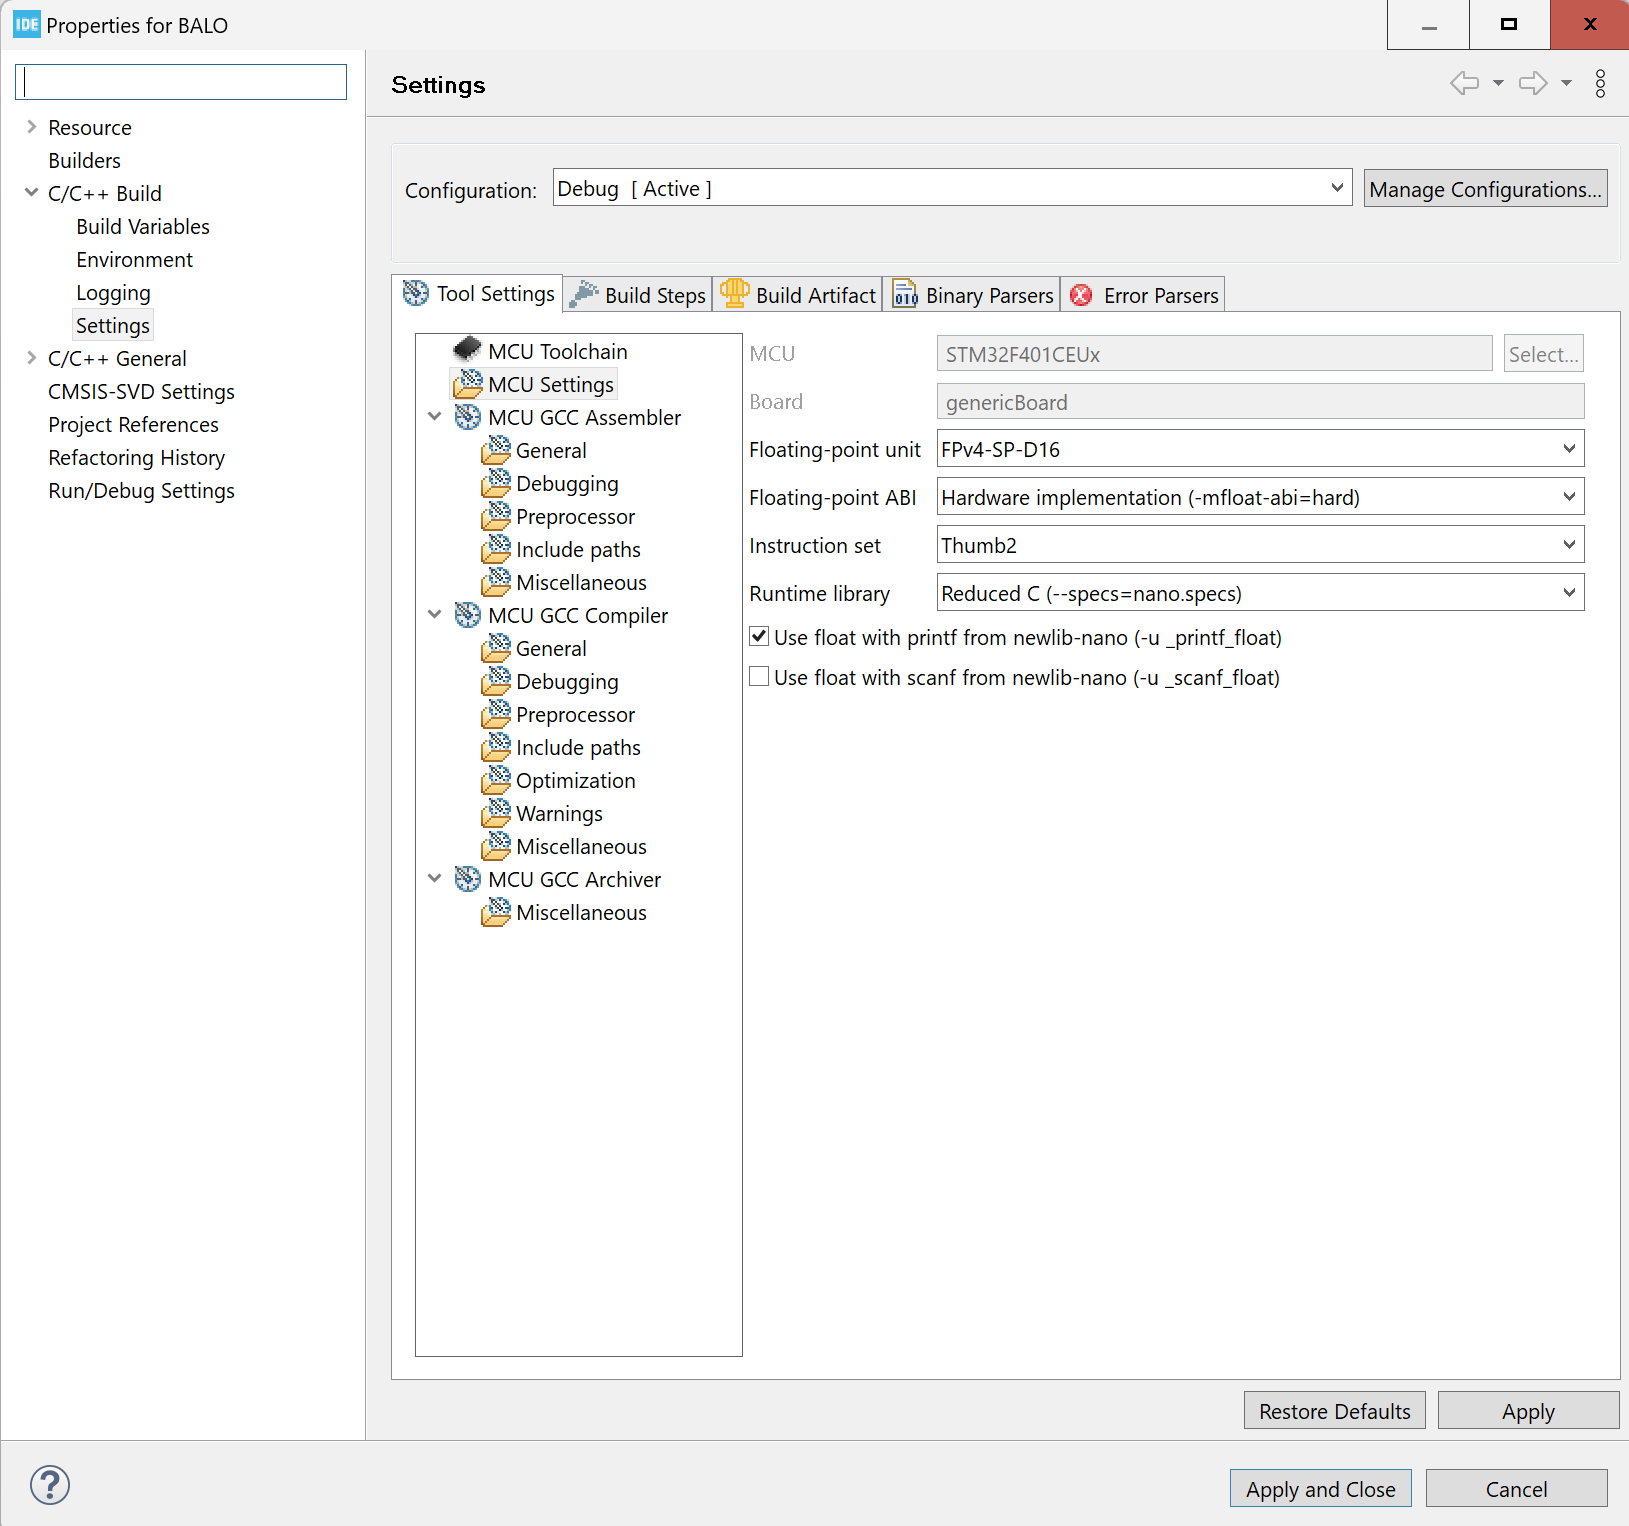 IDE Properties for BALO
Resource
Builders
C/C++ Build
Build Variables
Environment
Logging
Settings
C/C++ General
CMSIS-SVD Settings
Project References
Refactoring History
Run/Debug Settings
Settings
Configuration: Debug [ Active ] Manage Configurations...
Tool Settings Build Steps Build Artifact Binary Parsers Error Parsers
MCU Toolchain
MCU Settings
MCU GCC Assembler
General
Debugging
Preprocessor
Include paths
Miscellaneous
MCU GCC Compiler
General
Debugging
Preprocessor
Include paths
Optimization
Warnings
Miscellaneous
MCU GCC Archiver
Miscellaneous
MCU STM32F401CEUx Select...
Board genericBoard
Floating-point unit FPv4-SP-D16
Floating-point ABI Hardware implementation (-mfloat-abi=hard)
Instruction set Thumb2
Runtime library Reduced C (--specs=nano.specs)
Use float with printf from newlib-nano (-u _printf_float)
Use float with scanf from newlib-nano (-u _scanf_float)
Restore Defaults Apply
? Apply and Close Cancel